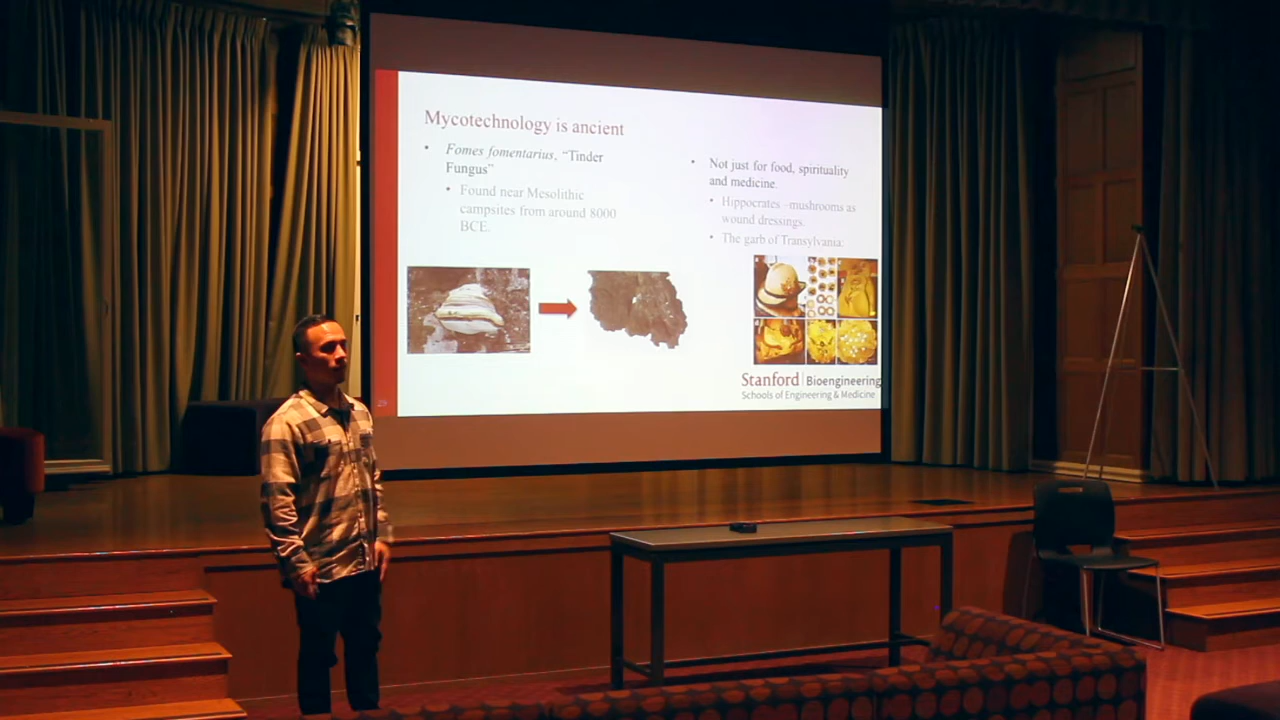 Mycotechnology is ancient
• Fomes fomentarius, “Tinder
Fungus”
• Found near Mesolithic
campsites from around 8000
BCE.
• Not just for food, spirituality
and medicine.
• Hippocrates –mushrooms as
wound dressings.
• The garb of Transylvania:
Stanford | Bioengineering
Schools of Engineering & Medicine